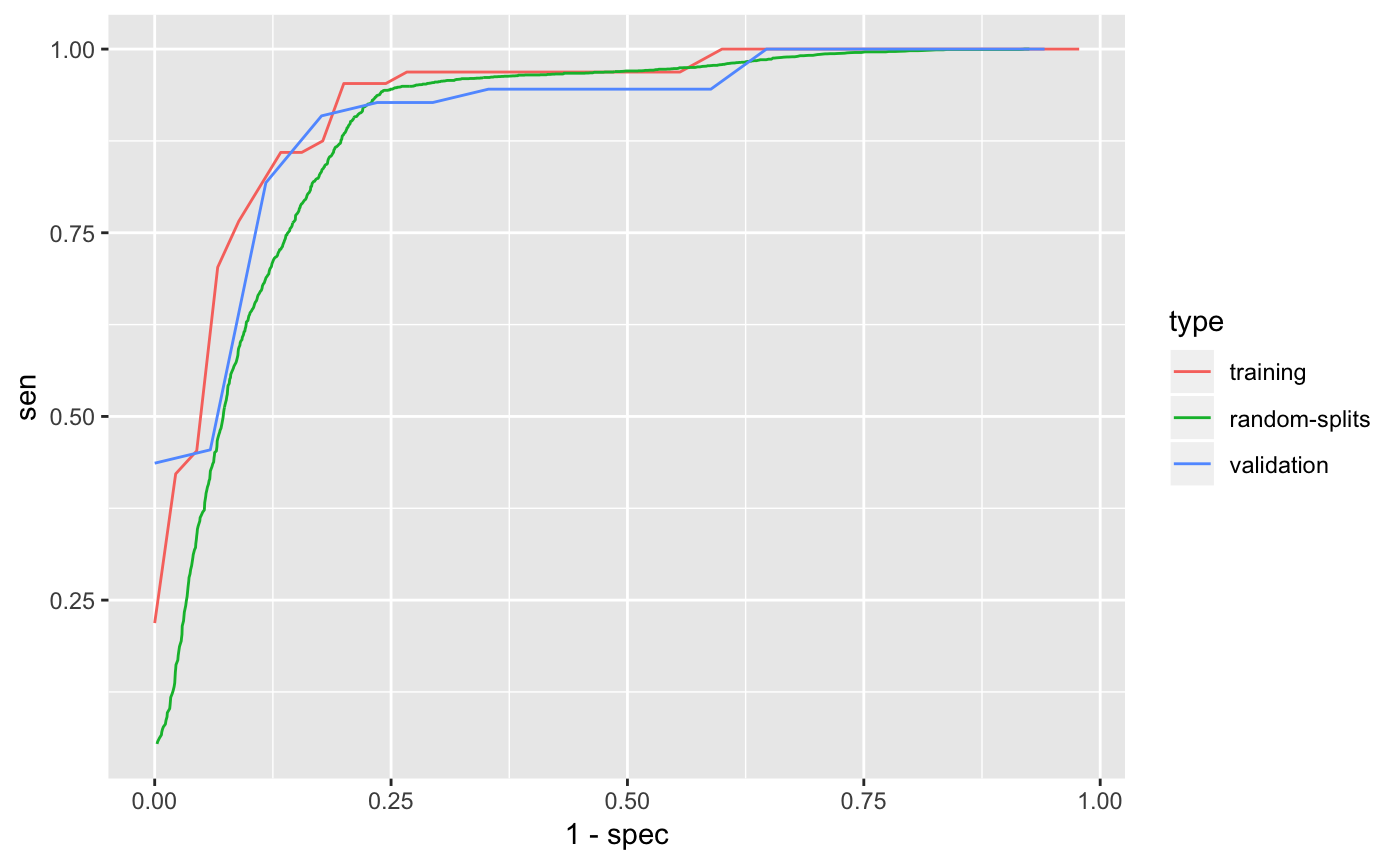 1.00
0.75
0.50
0.25
sen
0.00 0.25 0.50 0.75 1.00
1 - spec
type
training
random-splits
validation